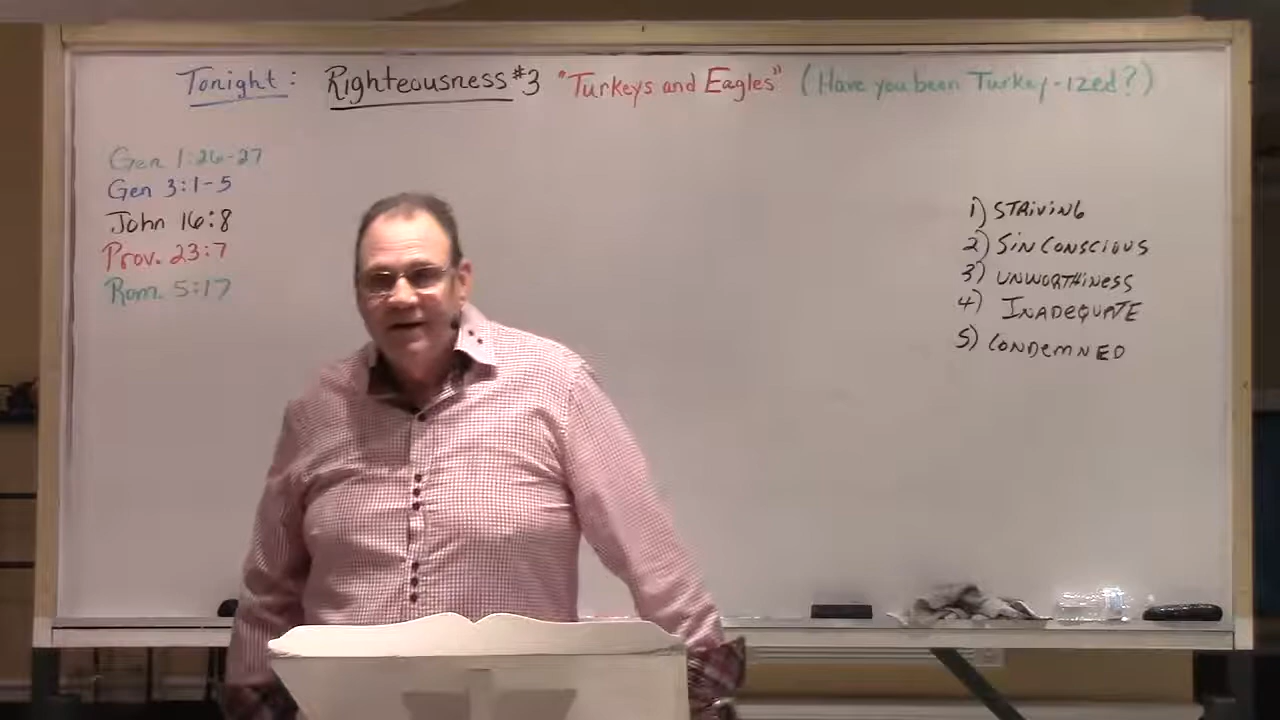 Tonight: Righteousness #3 "Turkeys and Eagles" (Have you been Turkey-ized?)
Gen 1:26-27
Gen 3:1-5
John 16:8
Prov. 23:7
Rom. 5:17
1) STRIVING
2) SIN CONSCIOUS
3) UNWORTHINESS
4) INADEQUATE
5) CONDEMNED